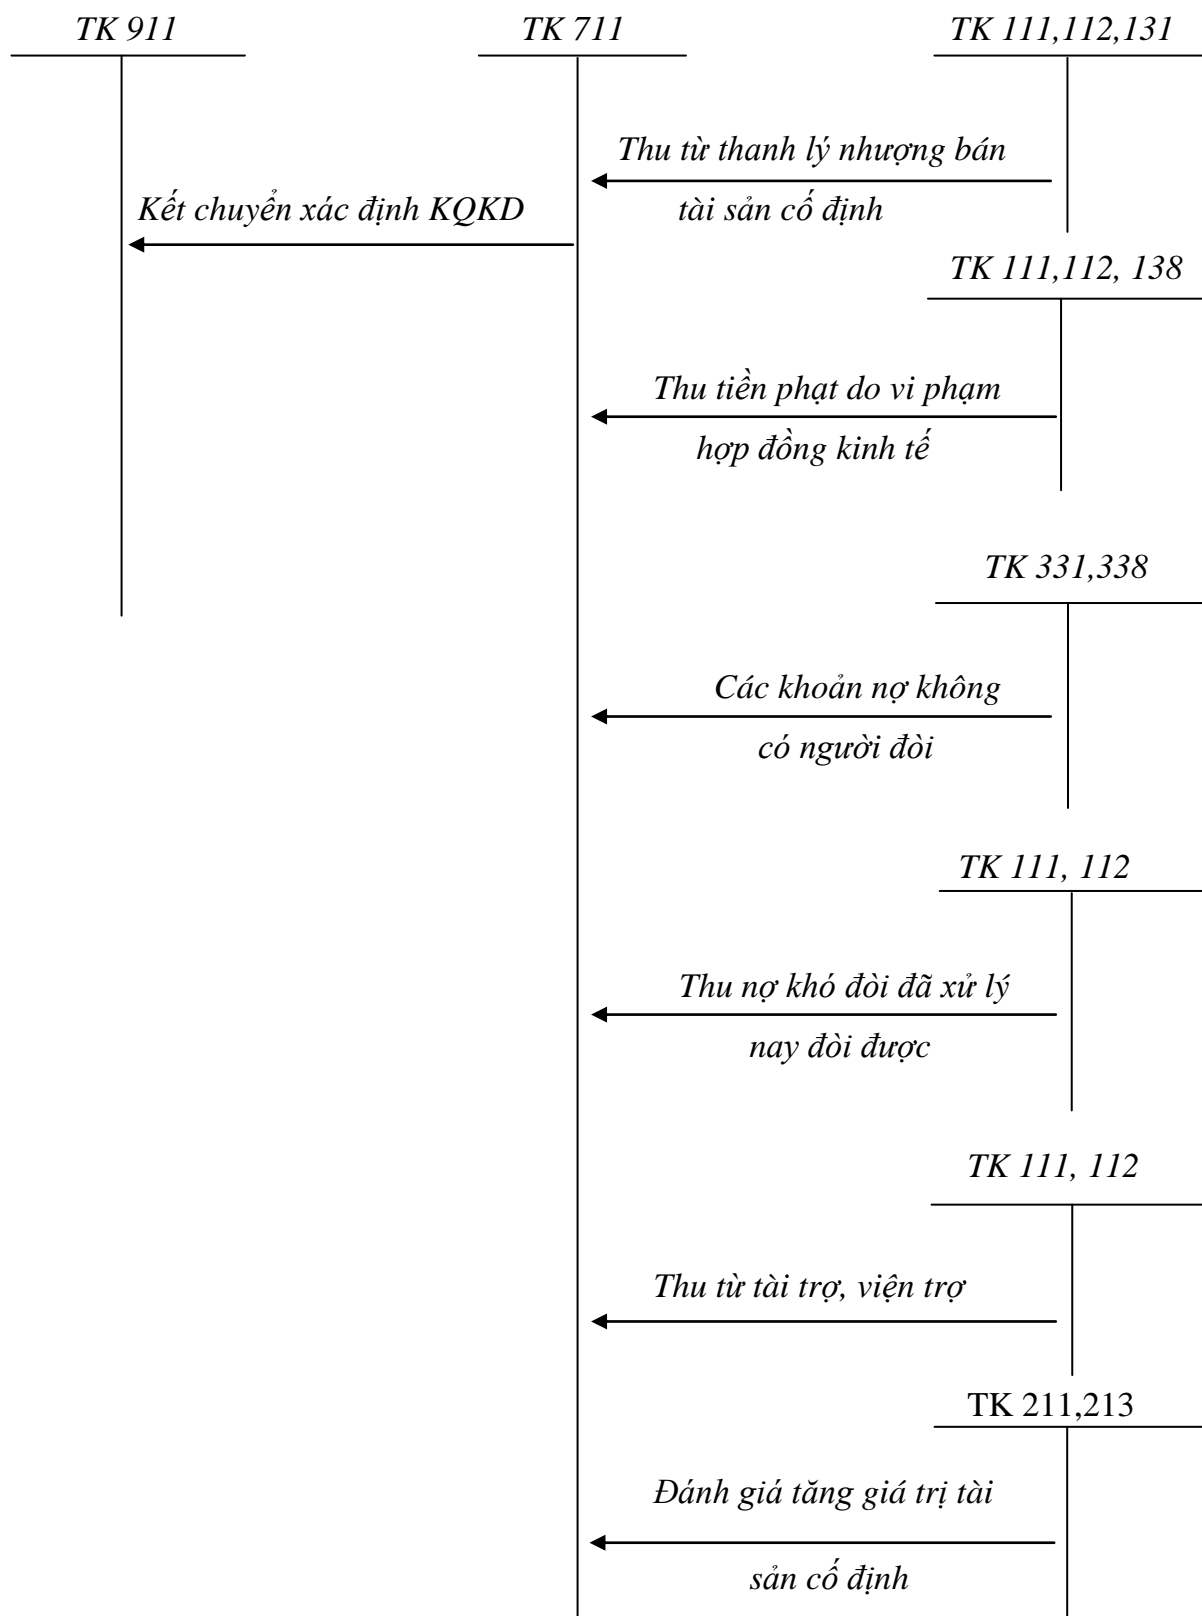 TK 911
TK 711
TK 111,112,131
Thu từ thanh lý nhượng bán
tài sản cố định
Kết chuyển xác định KQKD
TK 111,112, 138
Thu tiền phạt do vi phạm
hợp đồng kinh tế
TK 331,338
Các khoản nợ không
có người đòi
TK 111, 112
Thu nợ khó đòi đã xử lý
nay đòi được
TK 111, 112
Thu từ tài trợ, viện trợ
TK 211,213
Đánh giá tăng giá trị tài
sản cố định